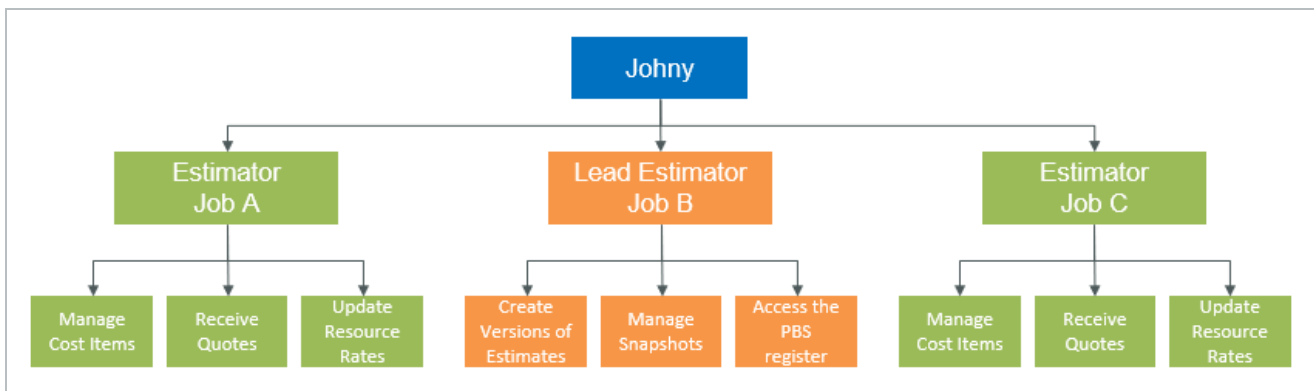 Johny
Estimator
Job A
Lead Estimator
Job B
Estimator
Job C
Manage
Cost Items
Receive
Quotes
Update
Resource
Rates
Create
Versions of
Estimates
Manage
Snapshots
Access the
PBS
register
Manage
Cost Items
Receive
Quotes
Update
Resource
Rates